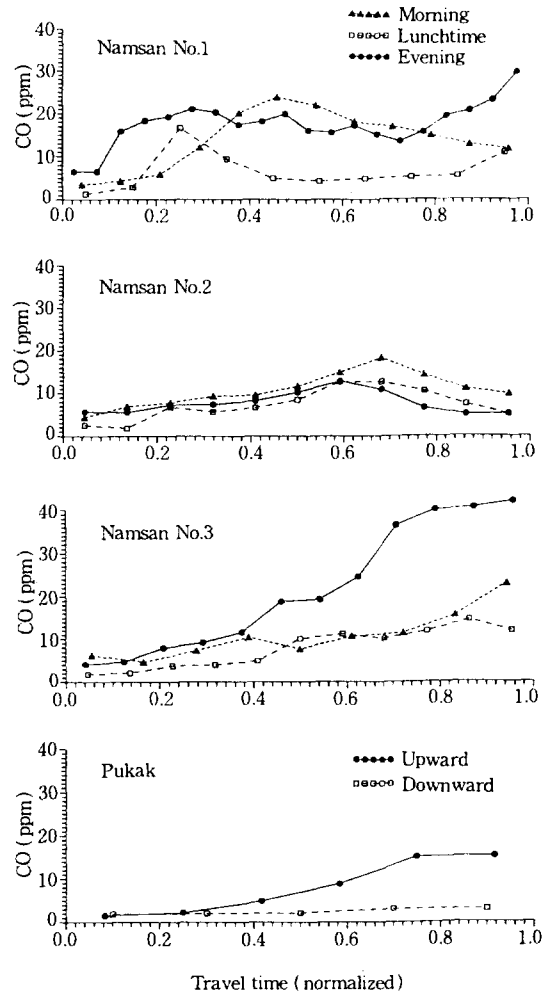 Morning
Lunchtime
Evening
Namsan No.1
CO (ppm)
40
30
20
10
0
0.0 0.2 0.4 0.6 0.8 1.0
Namsan No.2
CO (ppm)
40
30
20
10
0
0.0 0.2 0.4 0.6 0.8 1.0
Namsan No.3
CO (ppm)
40
30
20
10
0
0.0 0.2 0.4 0.6 0.8 1.0
Pukak
Upward
Downward
CO (ppm)
40
30
20
10
0
0.0 0.2 0.4 0.6 0.8 1.0
Travel time (normalized)